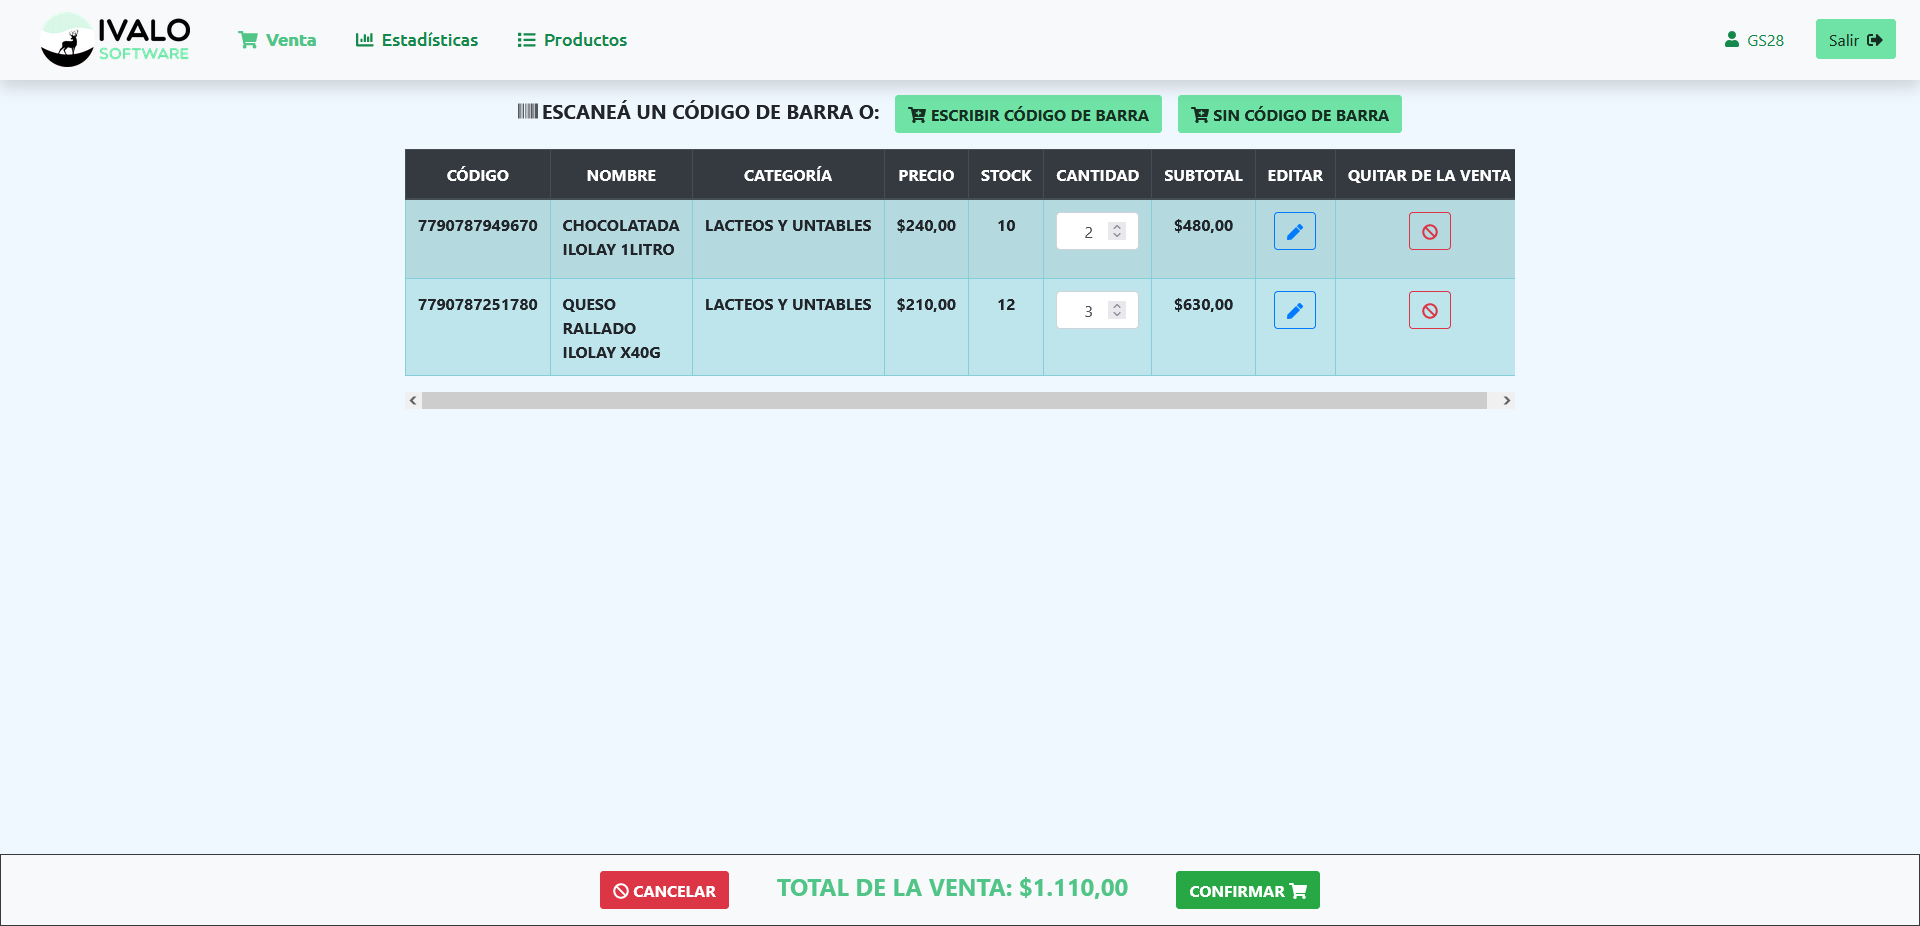 IVALO
SOFTWARE
Venta
Estadísticas
Productos
GS28
Salir
ESCANEÁ UN CÓDIGO DE BARRA O:
ESCRIBIR CÓDIGO DE BARRA
SIN CÓDIGO DE BARRA
CÓDIGO NOMBRE CATEGORÍA PRECIO STOCK CANTIDAD SUBTOTAL EDITAR QUITAR DE LA VENTA
7790787949670 CHOCOLATADA LACTEOS Y UNTABLES $240,00 10 2 $480,00
ILOLAY 1LITRO
7790787251780 QUESO LACTEOS Y UNTABLES $210,00 12 3 $630,00
RALLADO
ILOLAY X40G
CANCELAR
TOTAL DE LA VENTA: $1.110,00
CONFIRMAR